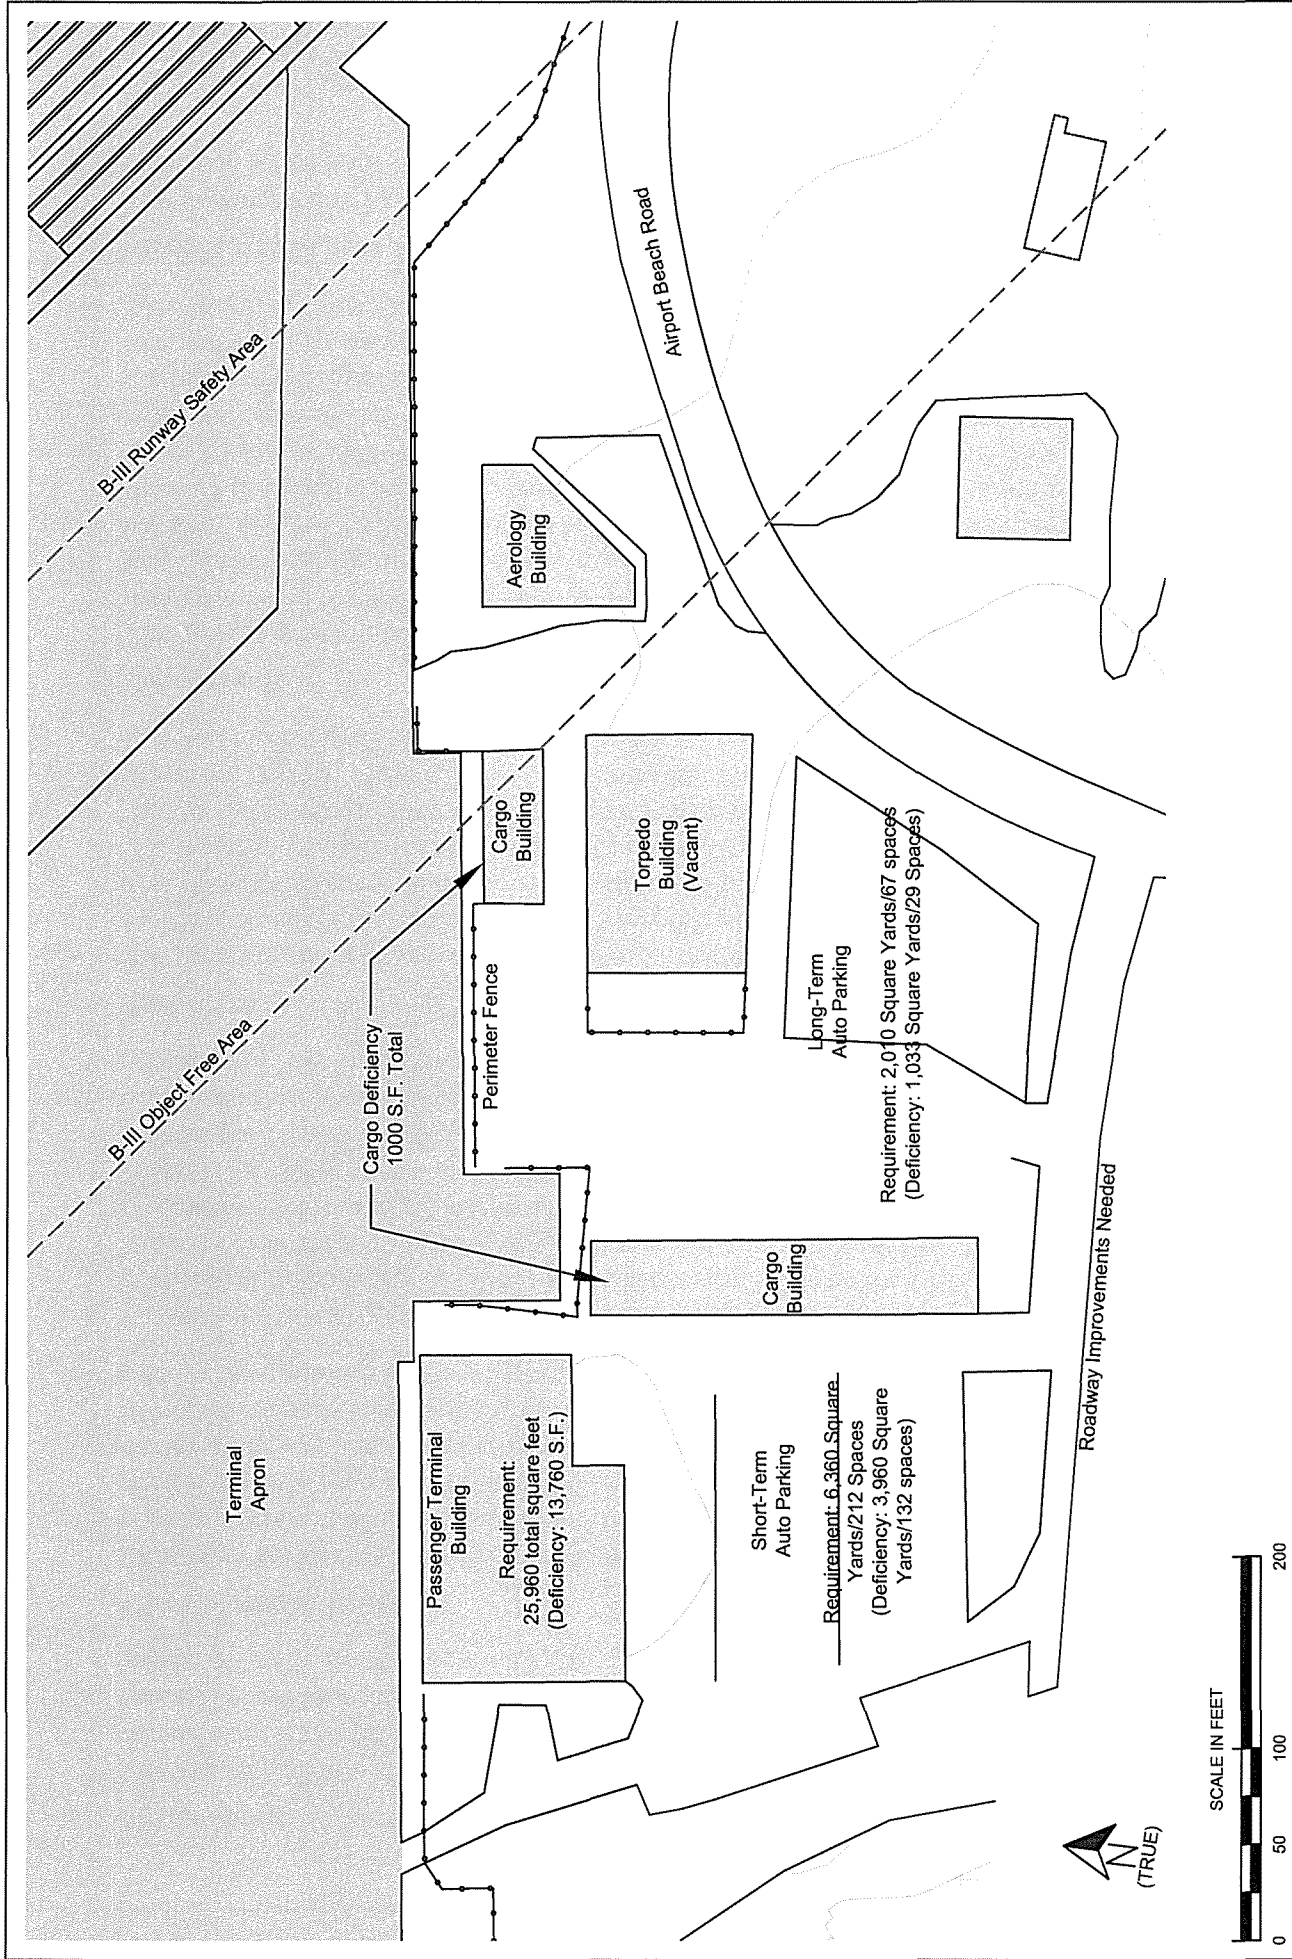 B-III Runway Safety Area
B-III Object Free Area
Airport Beach Road
Aerology
Building
Cargo Deficiency
1000 S.F. Total
Cargo
Building
Perimeter Fence
Torpedo
Building
(Vacant)
Long-Term
Auto Parking
Requirement: 2,010 Square Yards/67 spaces
(Deficiency: 1,033 Square Yards/29 Spaces)
Cargo
Building
Terminal
Apron
Passenger Terminal
Building
Requirement:
25,960 total square feet
(Deficiency: 13,760 S.F.)
Short-Term
Auto Parking
Requirement: 6,360 Square
Yards/212 Spaces
(Deficiency: 3,960 Square
Yards/132 spaces)
Roadway Improvements Needed
N
(TRUE)
SCALE IN FEET
0 50 100 200